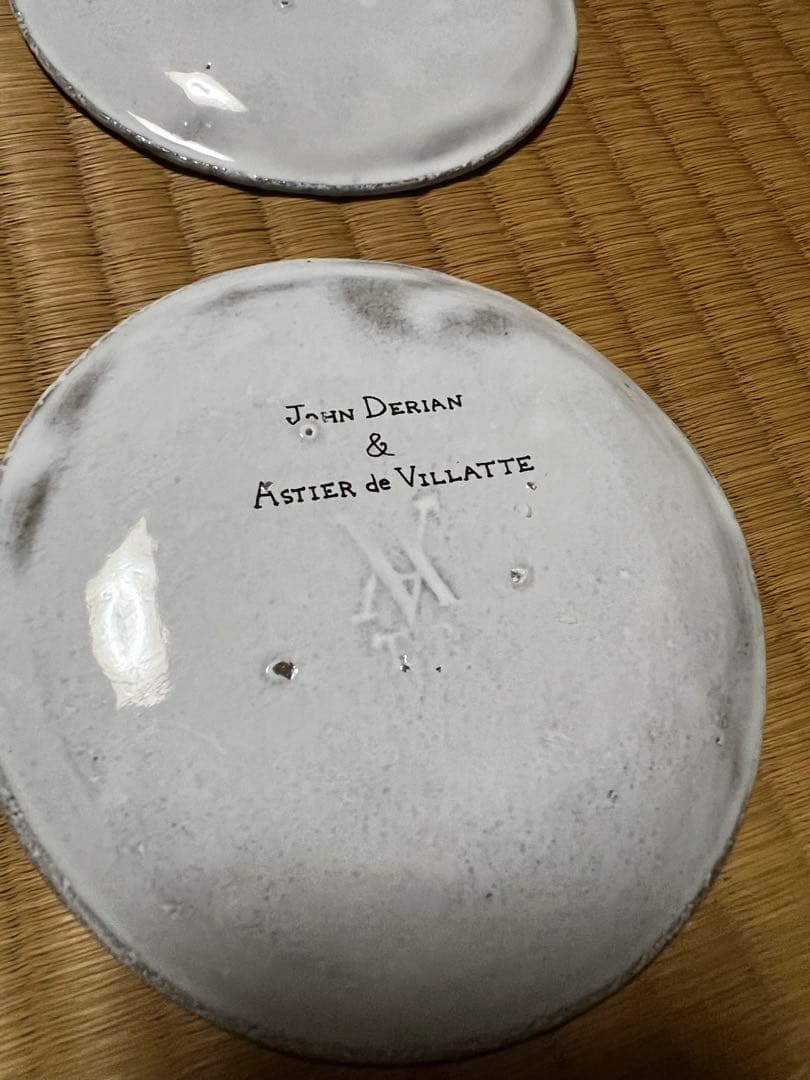 JOHN DERIAN
&
ASTIER de VILLATTE